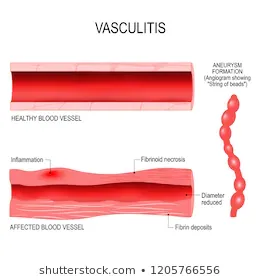 VASCULITIS
ANEURYSM
FORMATION
(Angiogram showing
"String of beads")
HEALTHY BLOOD VESSEL
Inflammation
Fibrinoid necrosis
Diameter
reduced
AFFECTED BLOOD VESSEL
Fibrin deposits
shutterstock.com • 1205766556